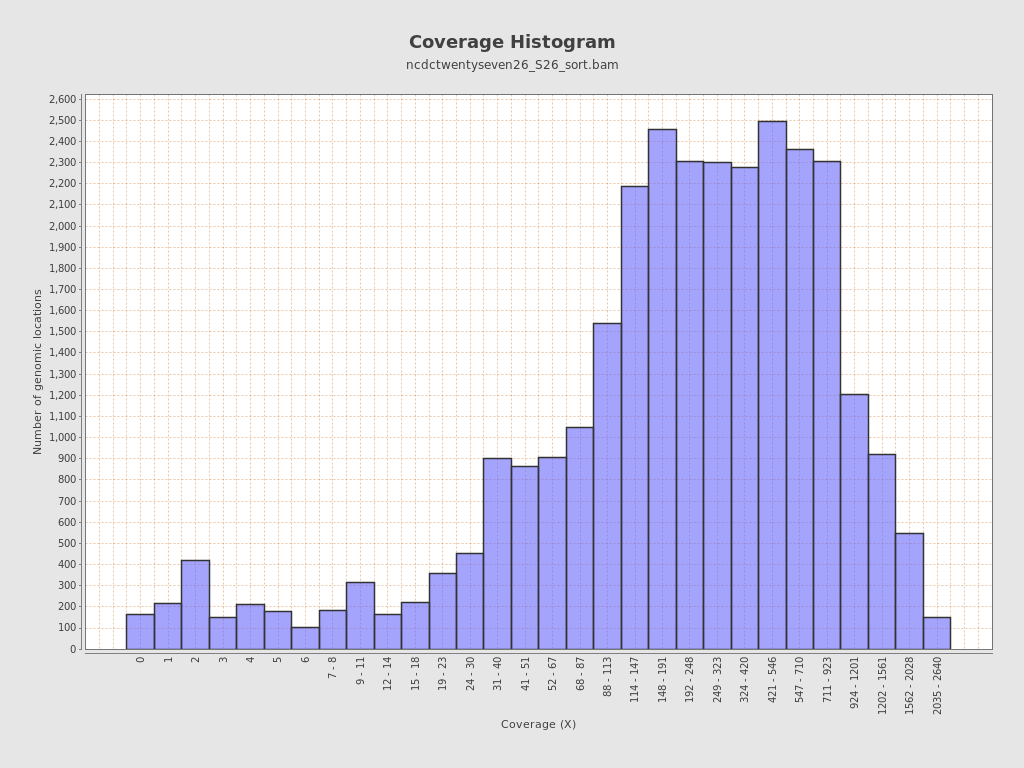 Coverage Histogram
ncdctwentyseven26_S26_sort.bam
2,600
2,500
2,400
2,300
2,200
2,100
2,000
1,900
1,800
1,700
1,600
1,500
1,400
1,300
1,200
1,100
1,000
900
800
700
600
500
400
300
200
100
0
Number of genomic locations
0
1
2
3
4
5
6
7 - 8
9 - 11
12 - 14
15 - 18
19 - 23
24 - 30
31 - 40
41 - 51
52 - 67
68 - 87
88 - 113
114 - 147
148 - 191
192 - 248
249 - 323
324 - 420
421 - 546
547 - 710
711 - 923
924 - 1201
1202 - 1561
1562 - 2028
2035 - 2640
Coverage (X)